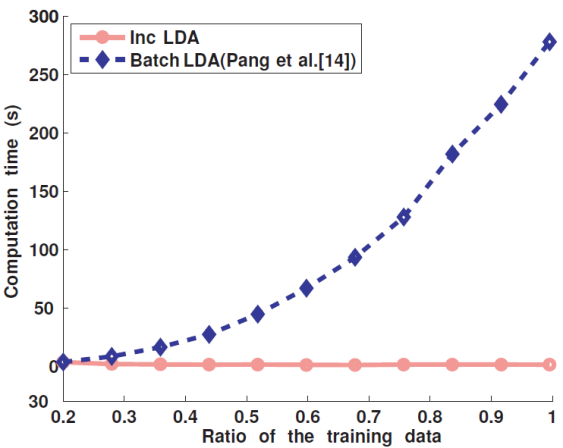 300
250
200
150
100
50
0
30
Computation time (s)
Inc LDA
Batch LDA(Pang et al.[14])
0.2 0.3 0.4 0.5 0.6 0.7 0.8 0.9 1
Ratio of the training data